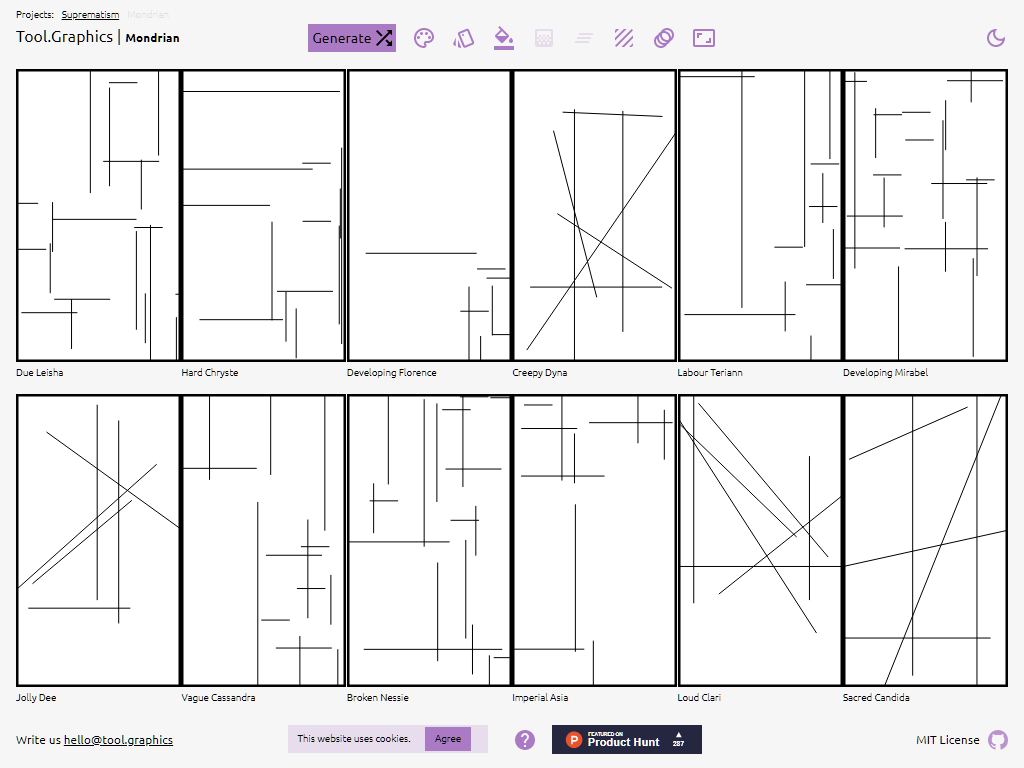 Projects: Suprematism Mondrian
Tool.Graphics | Mondrian
Generate
Due Leisha
Hard Chryste
Developing Florence
Creepy Dyna
Labour Teriann
Developing Mirabel
Jolly Dee
Vague Cassandra
Broken Nessie
Imperial Asia
Loud Clari
Sacred Candida
Write us hello@tool.graphics
This website uses cookies.
Agree
?
P
FEATURED ON
Product Hunt
287
MIT License